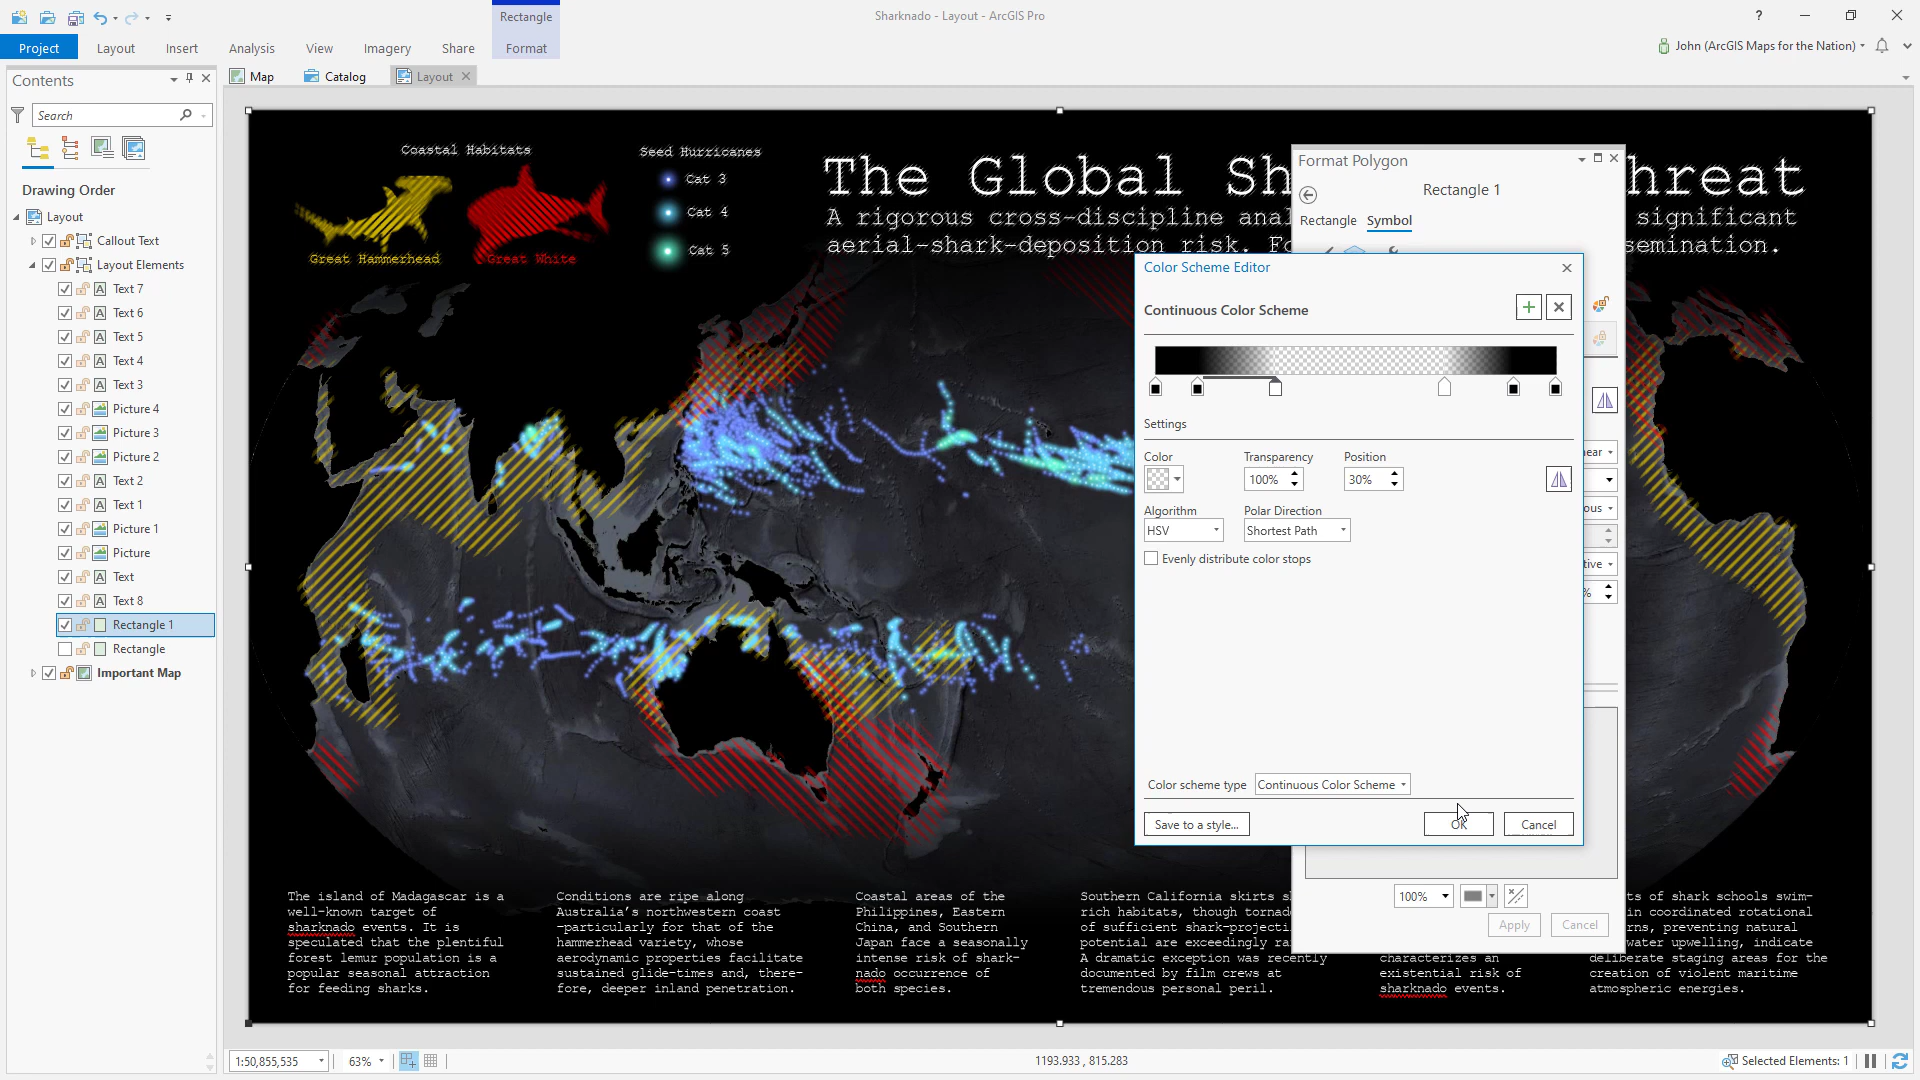 Rectangle
Sharknado - Layout - ArcGIS Pro
?
Project
Layout
Insert
Analysis
View
Imagery
Share
Format
John (ArcGIS Maps for the Nation)
Contents
Map
Catalog
Layout
Search
Drawing Order
Layout
Callout Text
Layout Elements
Text 7
Text 6
Text 5
Text 4
Text 3
Picture 4
Picture 3
Picture 2
Text 2
Text 1
Picture 1
Picture
Text
Text 8
Rectangle 1
Rectangle
Important Map
Coastal Habitats
Great Hammerhead
Great White
Seed Hurricanes
Cat 3
Cat 4
Cat 5
The Global Sh
hreat
A rigorous cross-discipline anal
significant
aerial-shark-deposition risk. Fo
semination.
Format Polygon
Rectangle 1
Rectangle
Symbol
Color Scheme Editor
Continuous Color Scheme
Settings
Color
Transparency
Position
100%
30%
Algorithm
Polar Direction
HSV
Shortest Path
Evenly distribute color stops
Color scheme type
Continuous Color Scheme
Save to a style...
OK
Cancel
near
ous
tive
%
100%
Apply
Cancel
The island of Madagascar is a
well-known target of
sharknado events. It is
speculated that the plentiful
forest lemur population is a
popular seasonal attraction
for feeding sharks.
Conditions are ripe along
Australia's northwestern coast
-particularly for that of the
hammerhead variety, whose
aerodynamic properties facilitate
sustained glide-times and, there-
fore, deeper inland penetration.
Coastal areas of the
Philippines, Eastern
China, and Southern
Japan face a seasonally
intense risk of shark-
nado occurrence of
both species.
Southern California skirts s
rich habitats, though tornad
of sufficient shark-projecti
potential are exceedingly ra
A dramatic exception was recently
documented by film crews at
tremendous personal peril.
characterizes an
existential risk of
sharknado events.
ts of shark schools swim-
in coordinated rotational
rns, preventing natural
water upwelling, indicate
deliberate staging areas for the
creation of violent maritime
atmospheric energies.
1:50,855,535
63%
1193.933 , 815.283
Selected Elements: 1